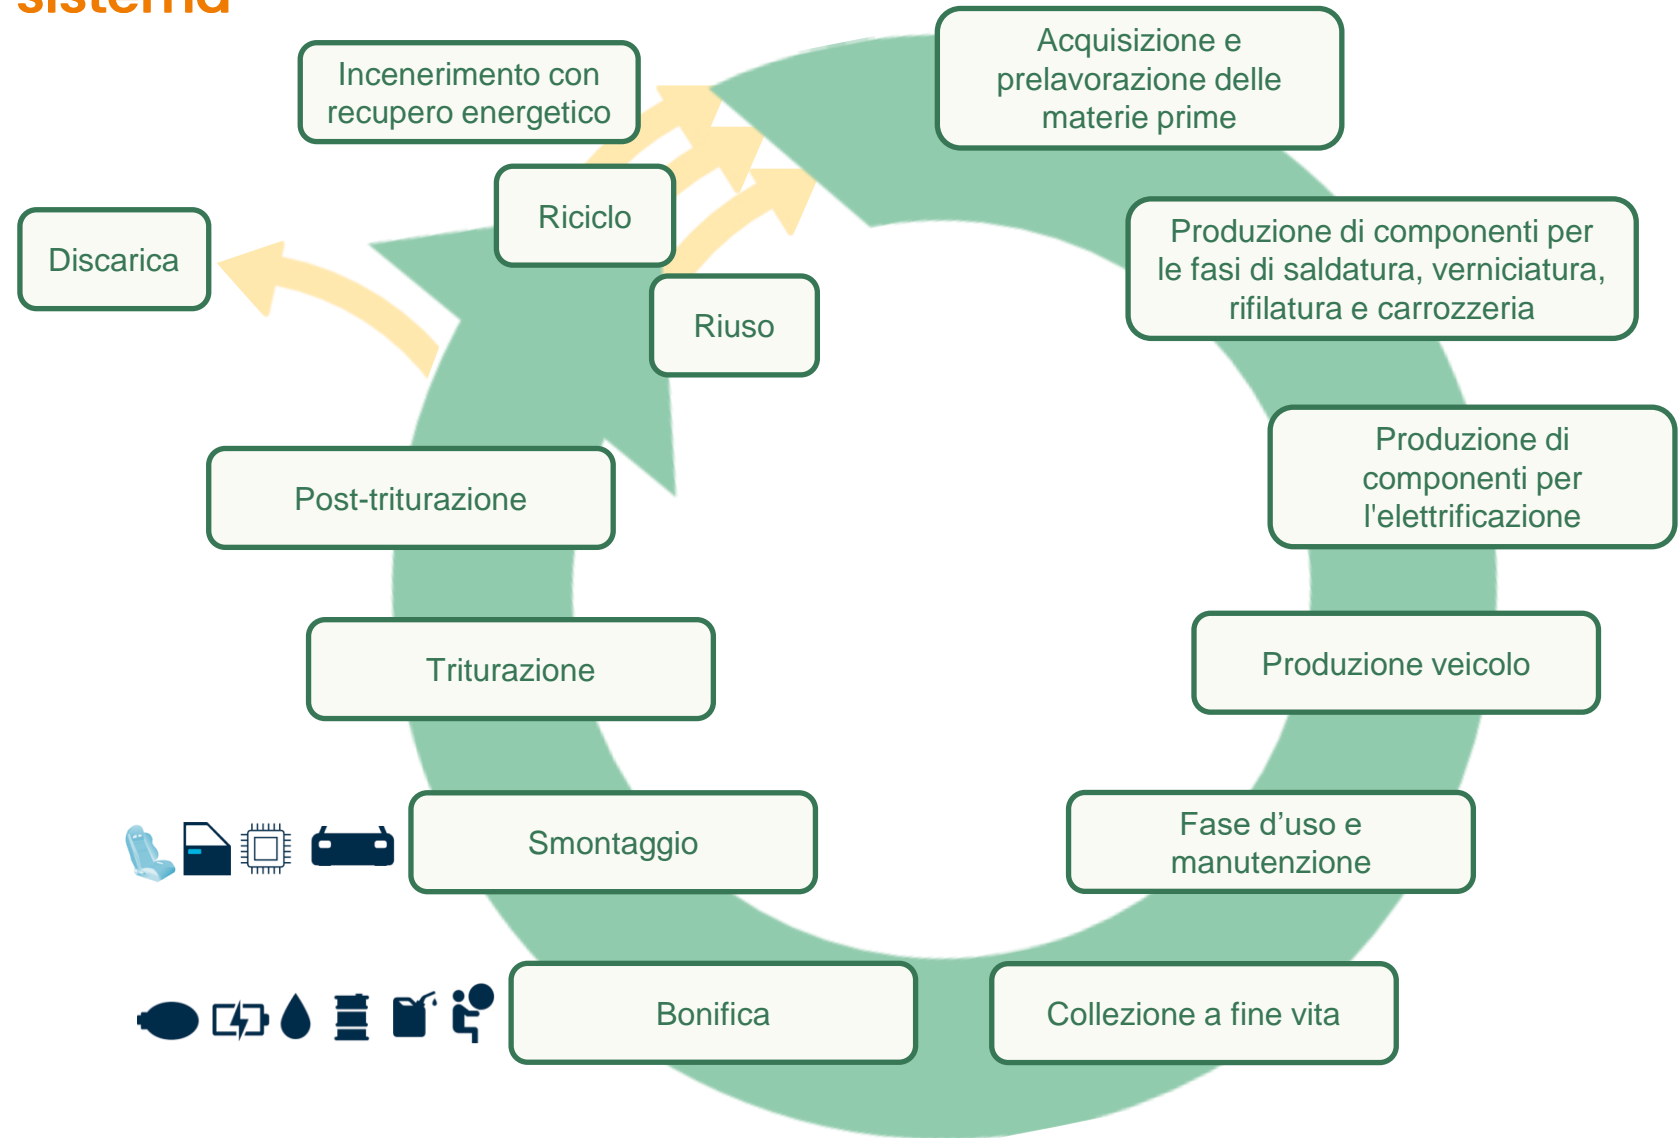 sistema
Acquisizione e
prelavorazione delle
materie prime
Incenerimento con
recupero energetico
Riciclo
Discarica
Produzione di componenti per
le fasi di saldatura, verniciatura,
rifilatura e carrozzeria
Riuso
Produzione di
componenti per
l'elettrificazione
Post-triturazione
Produzione veicolo
Triturazione
Fase d’uso e
manutenzione
Smontaggio
Bonifica
Collezione a fine vita